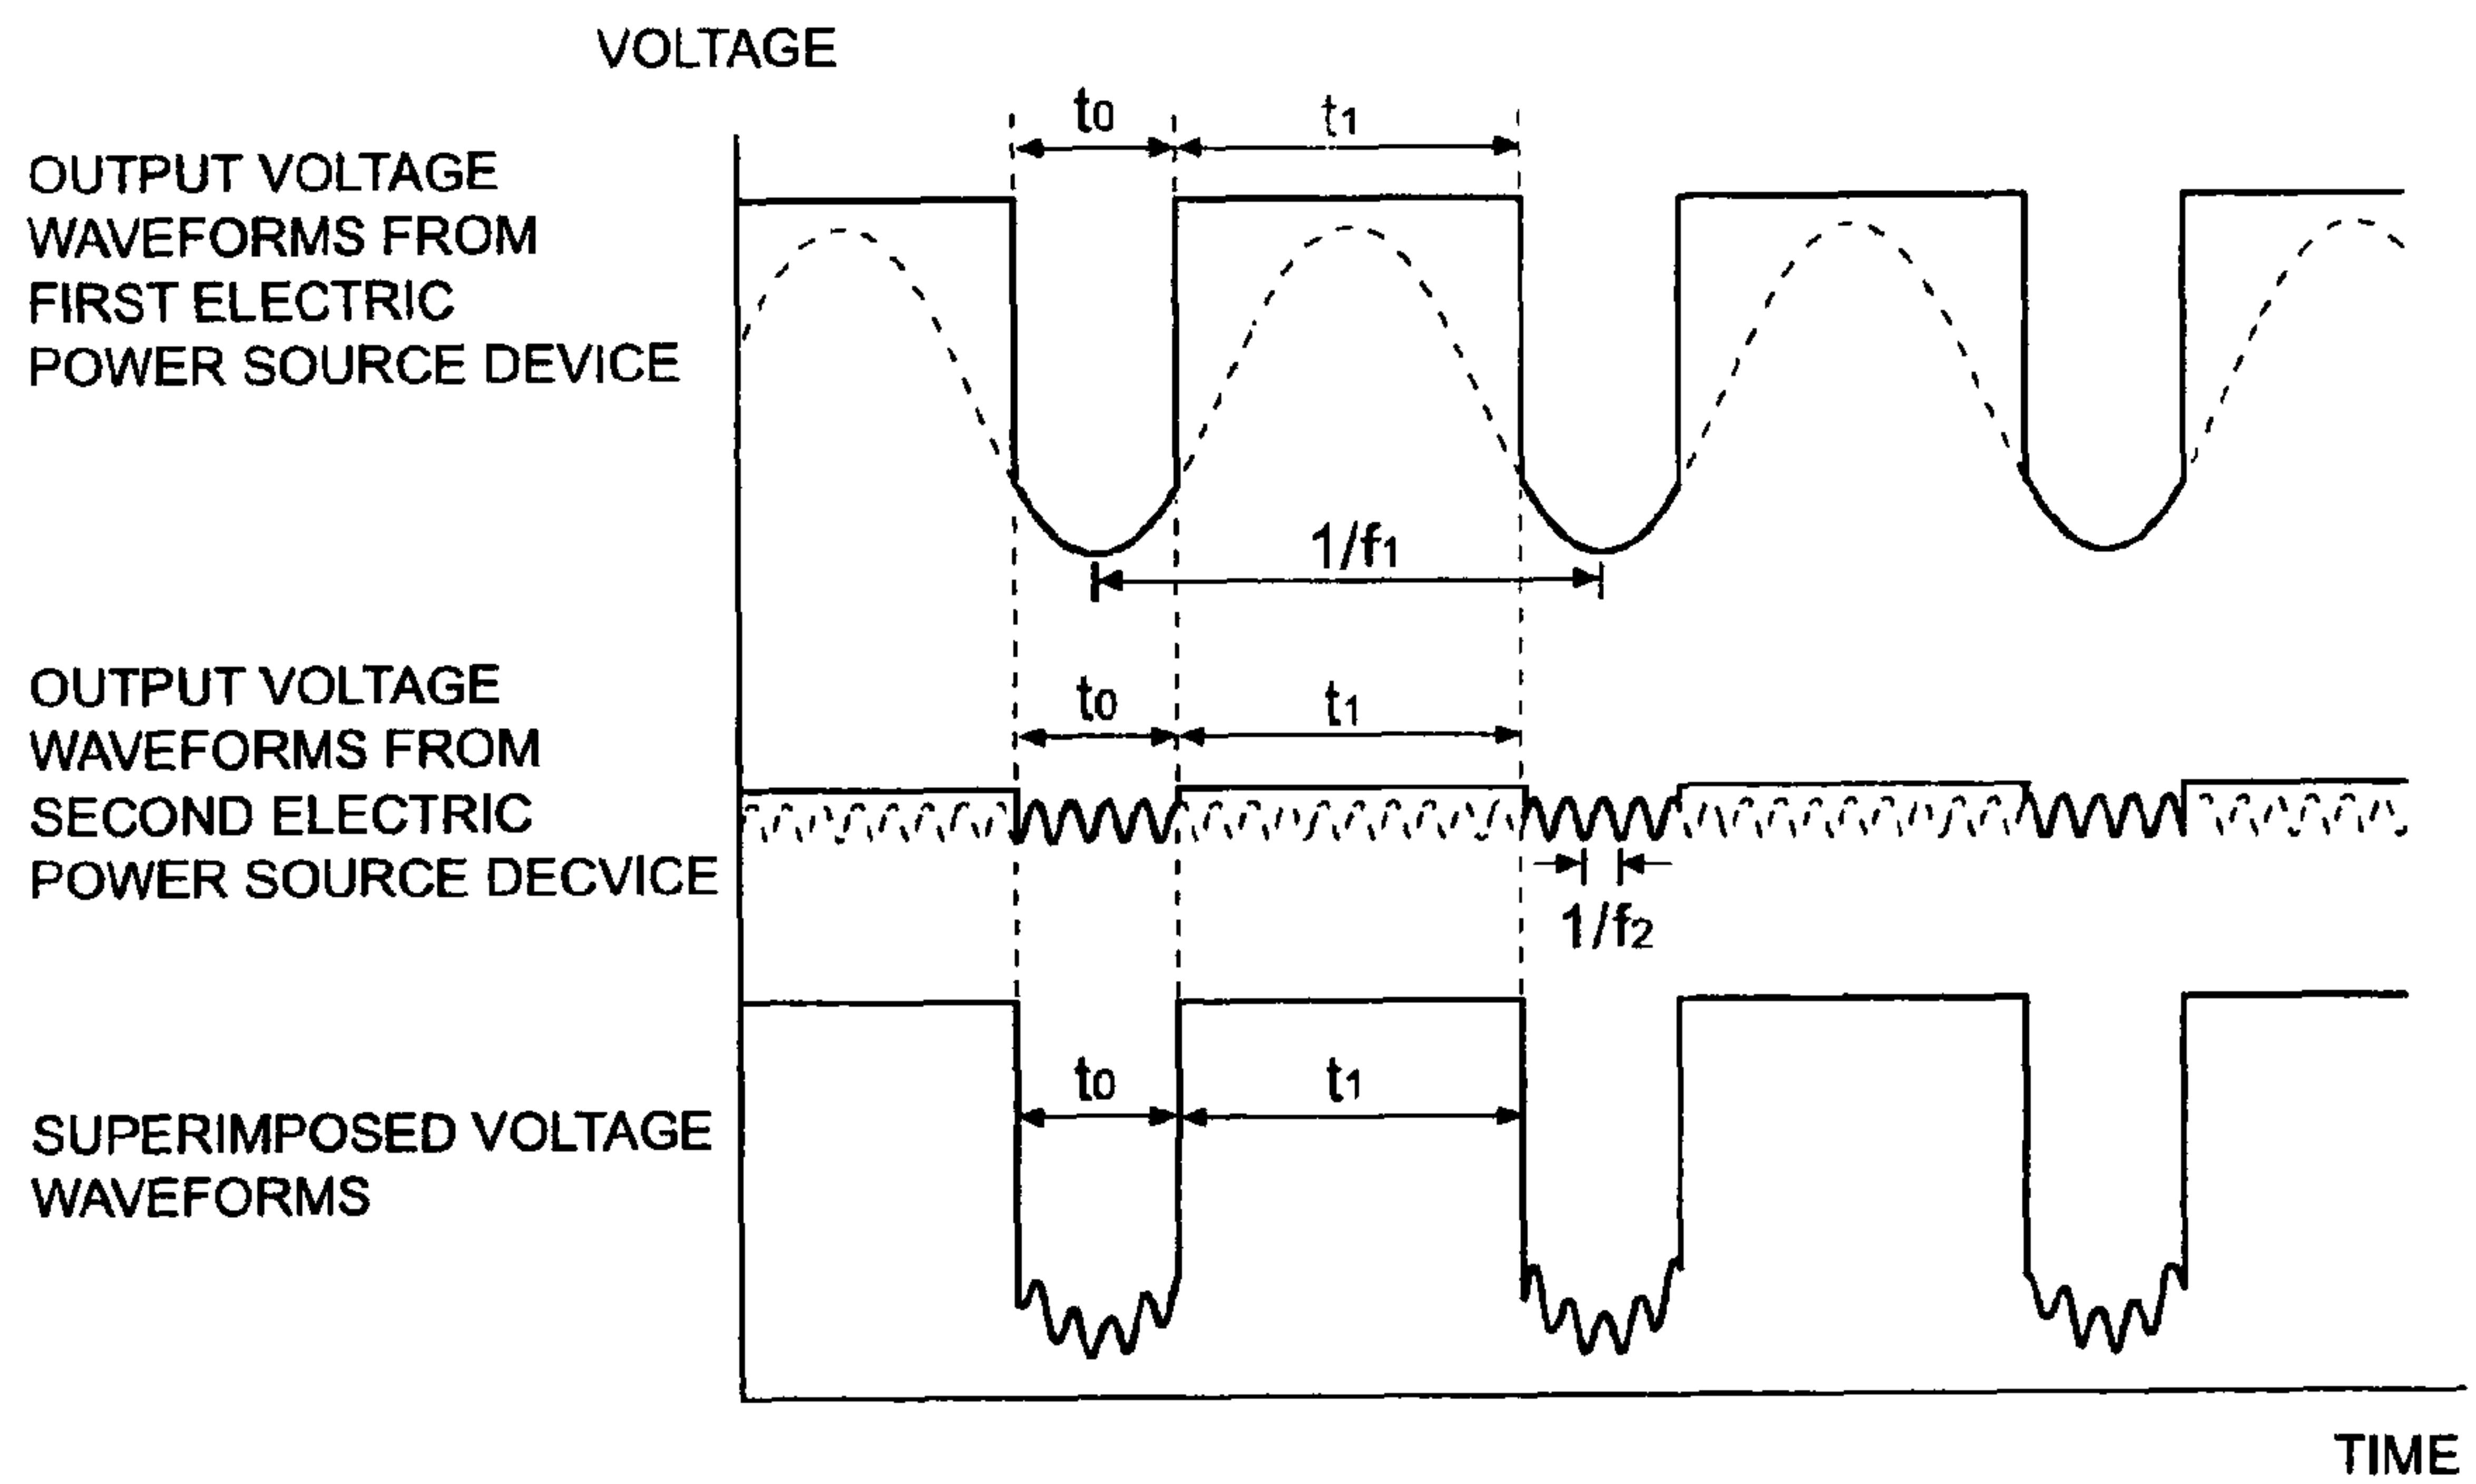 VOLTAGE
t0
t1
OUTPUT VOLTAGE
WAVEFORMS FROM
FIRST ELECTRIC
POWER SOURCE DEVICE
1/f1
OUTPUT VOLTAGE
WAVEFORMS FROM
SECOND ELECTRIC
POWER SOURCE DECVICE
t0
t1
1/f2
SUPERIMPOSED VOLTAGE
WAVEFORMS
t0
t1
TIME